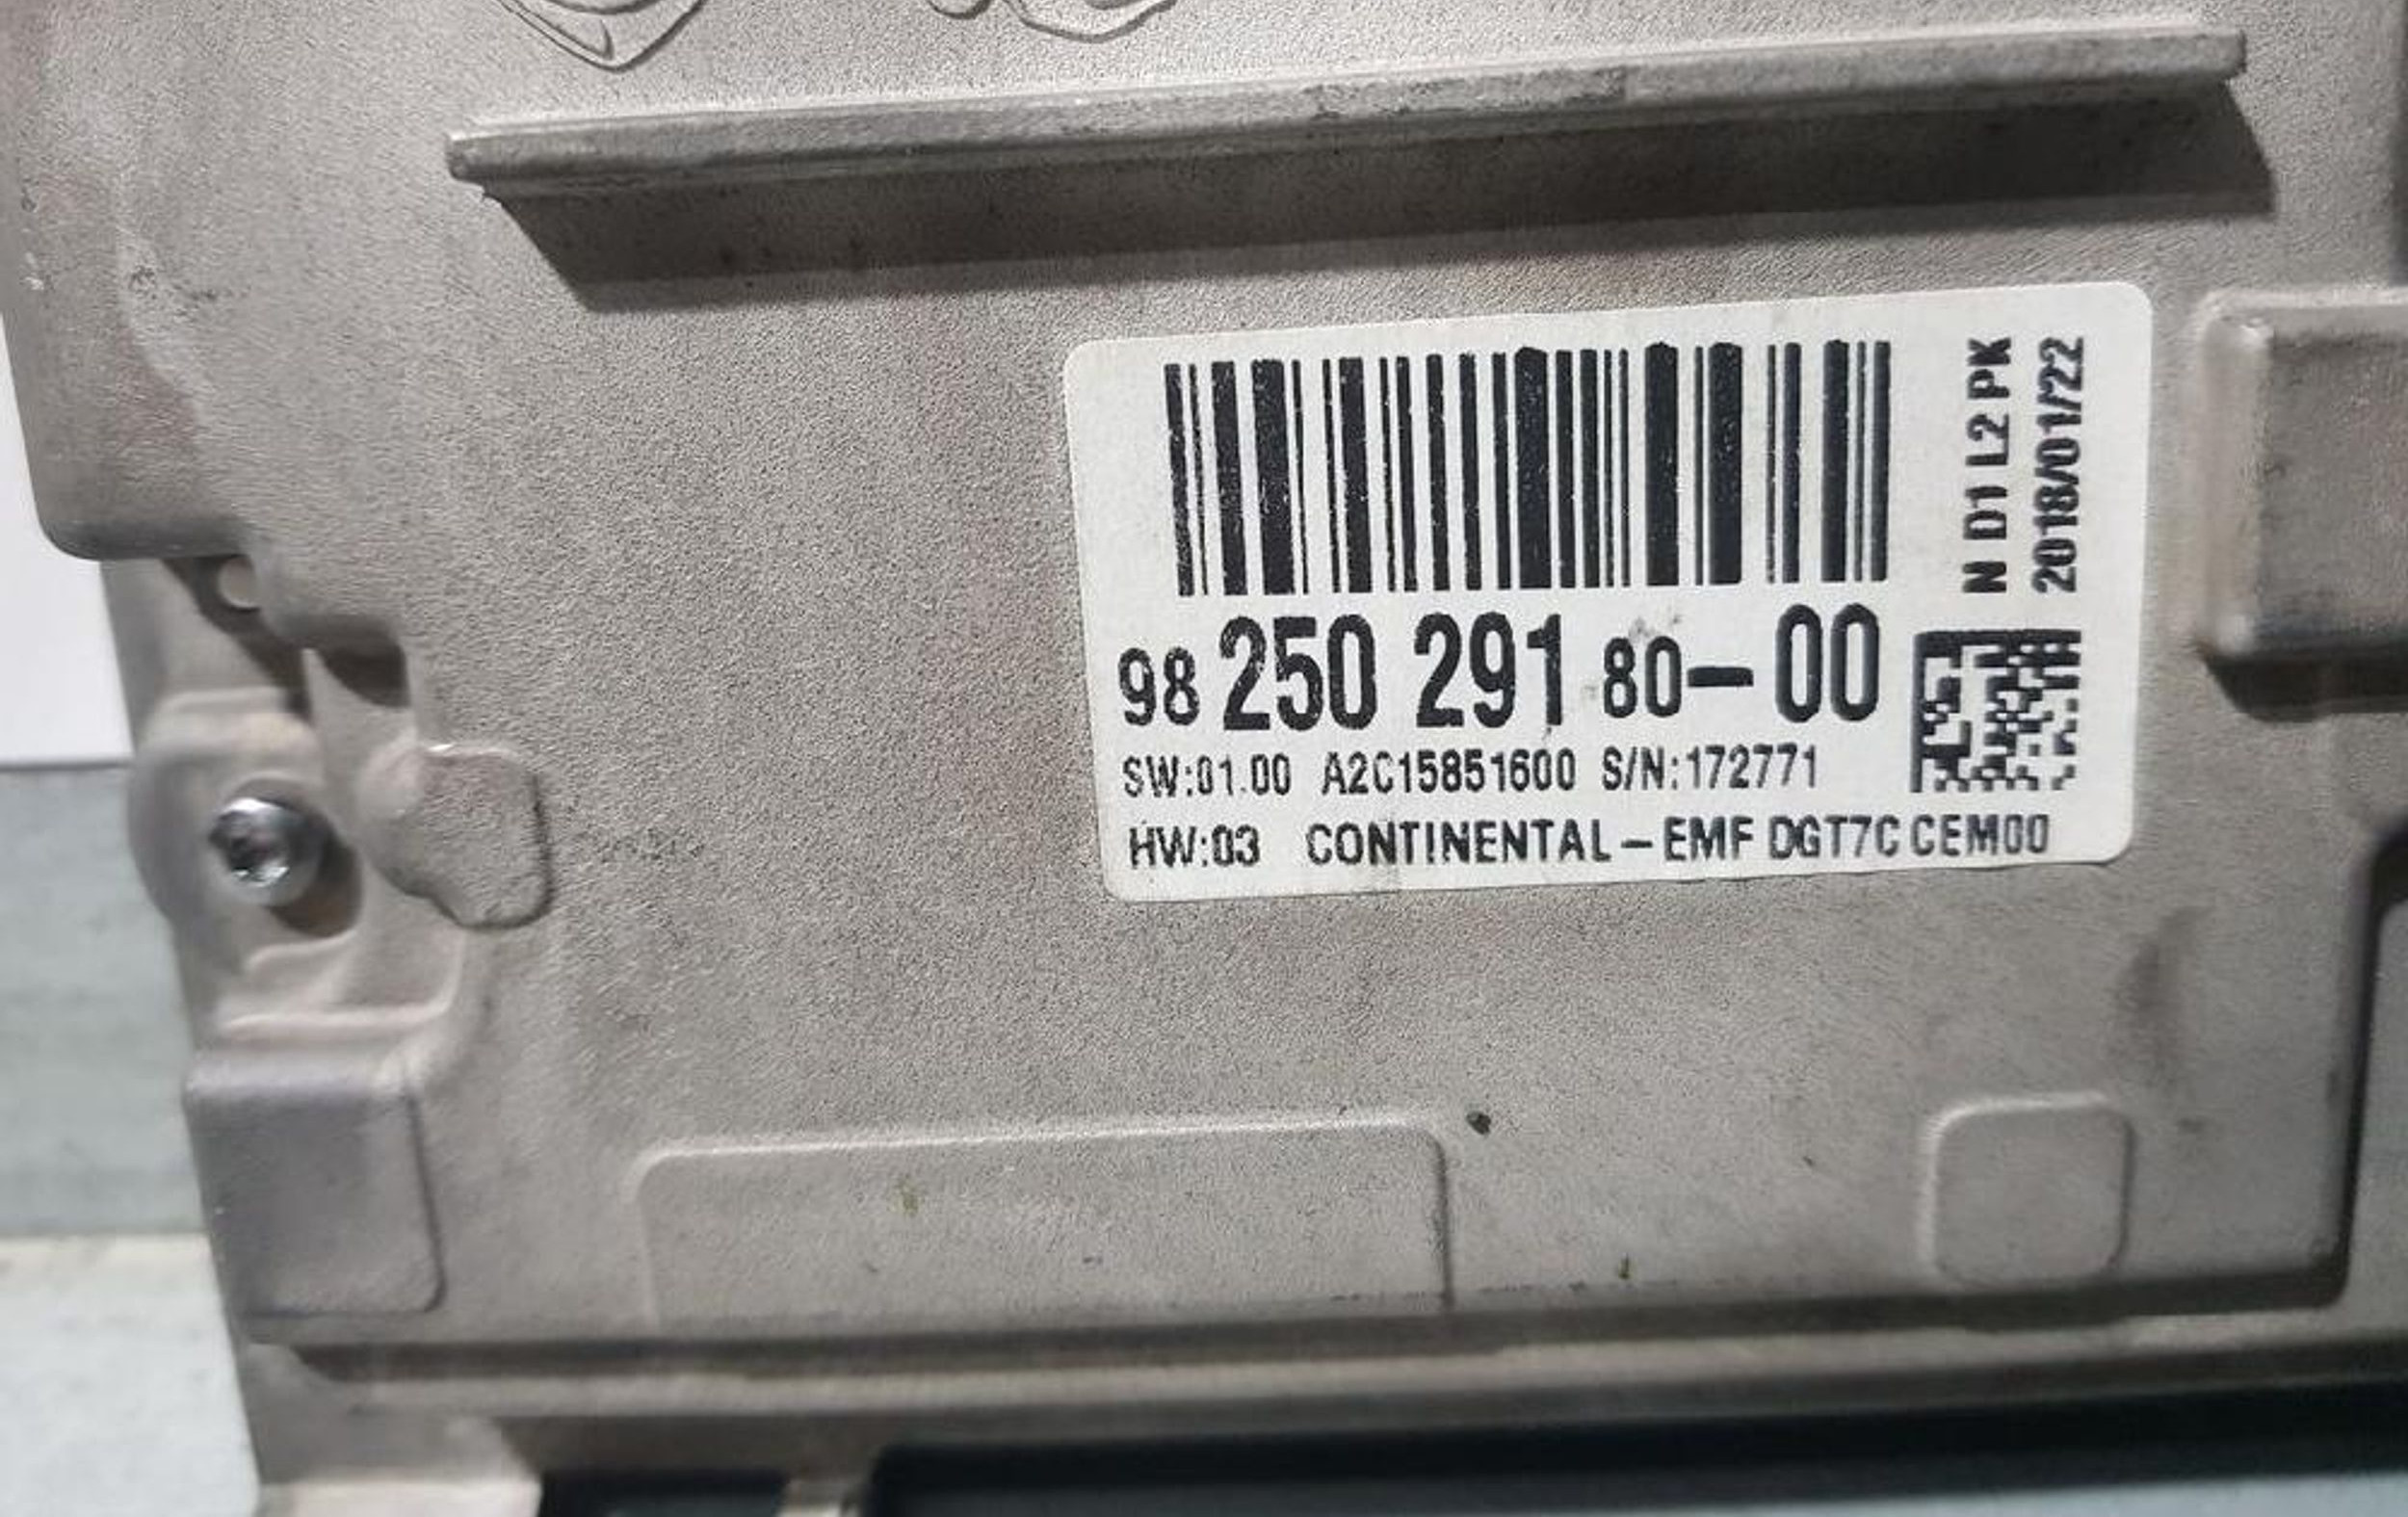 98 250 291 80-00
SW:01.00 A2C15851600 S/N:172771
HW:03 CONTINENTAL-EMF DGT7C CEM00
N D1 L2 PK
2018/01/22